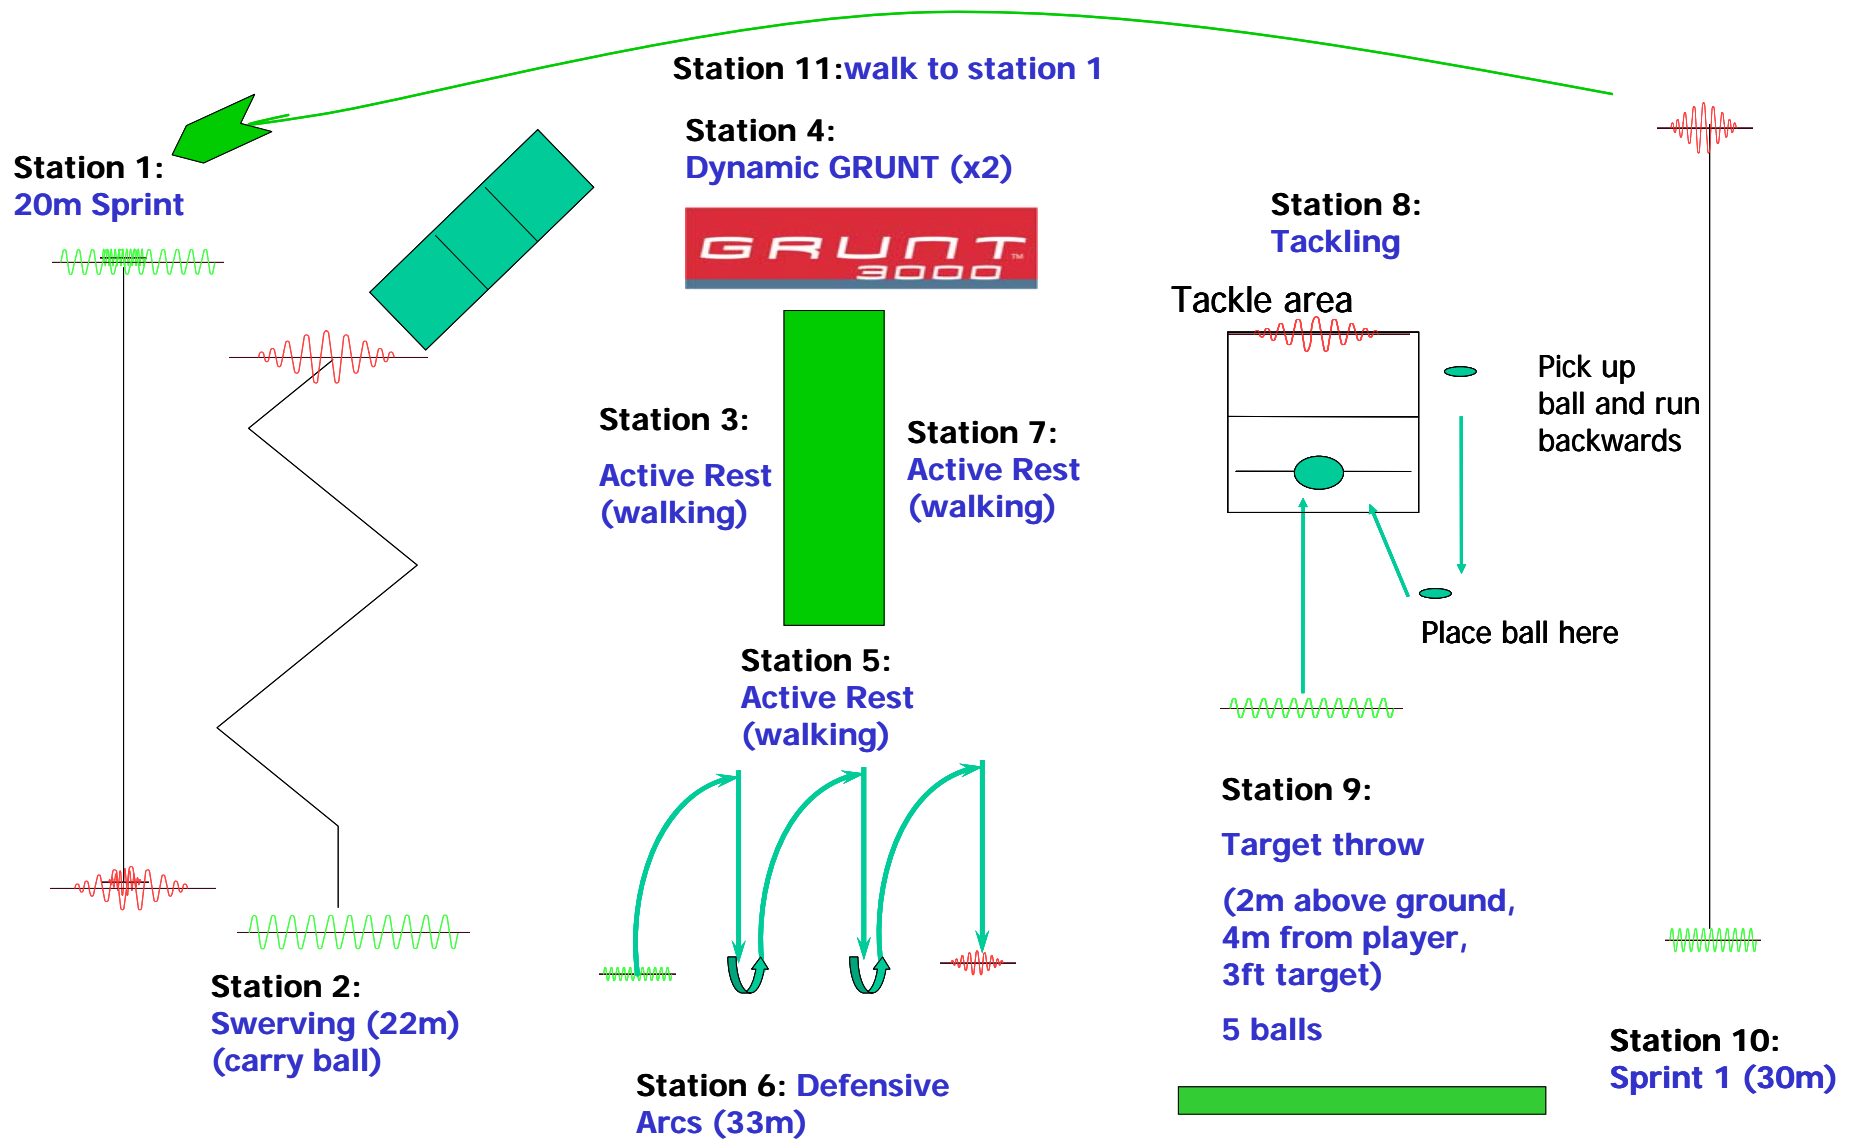 Station 11:walk to station 1
Station 4:
Dynamic GRUNT (x2)
GRUNT
3000
TM
Station 1:
20m Sprint
Station 8:
Tackling
Tackle area
Pick up
ball and run
backwards
Place ball here
Station 3:
Active Rest
(walking)
Station 7:
Active Rest
(walking)
Station 5:
Active Rest
(walking)
Station 2:
Swerving (22m)
(carry ball)
Station 6: Defensive
Arcs (33m)
Station 9:
Target throw
(2m above ground,
4m from player,
3ft target)
5 balls
Station 10:
Sprint 1 (30m)